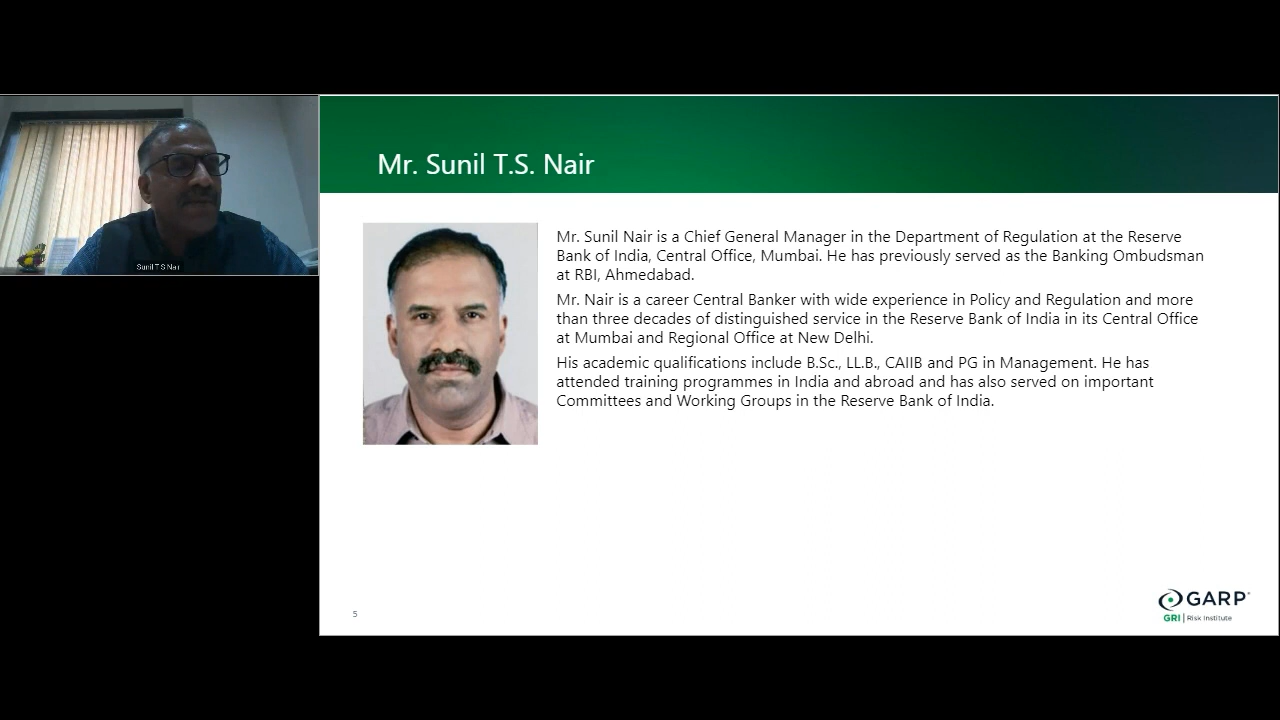 Mr. Sunil T.S. Nair
Sunil T S Nair
Mr. Sunil Nair is a Chief General Manager in the Department of Regulation at the Reserve
Bank of India, Central Office, Mumbai. He has previously served as the Banking Ombudsman
at RBI, Ahmedabad.
Mr. Nair is a career Central Banker with wide experience in Policy and Regulation and more
than three decades of distinguished service in the Reserve Bank of India in its Central Office
at Mumbai and Regional Office at New Delhi.
His academic qualifications include B.Sc., LL.B., CAIIB and PG in Management. He has
attended training programmes in India and abroad and has also served on important
Committees and Working Groups in the Reserve Bank of India.
5
GARP®
GRI | Risk Institute